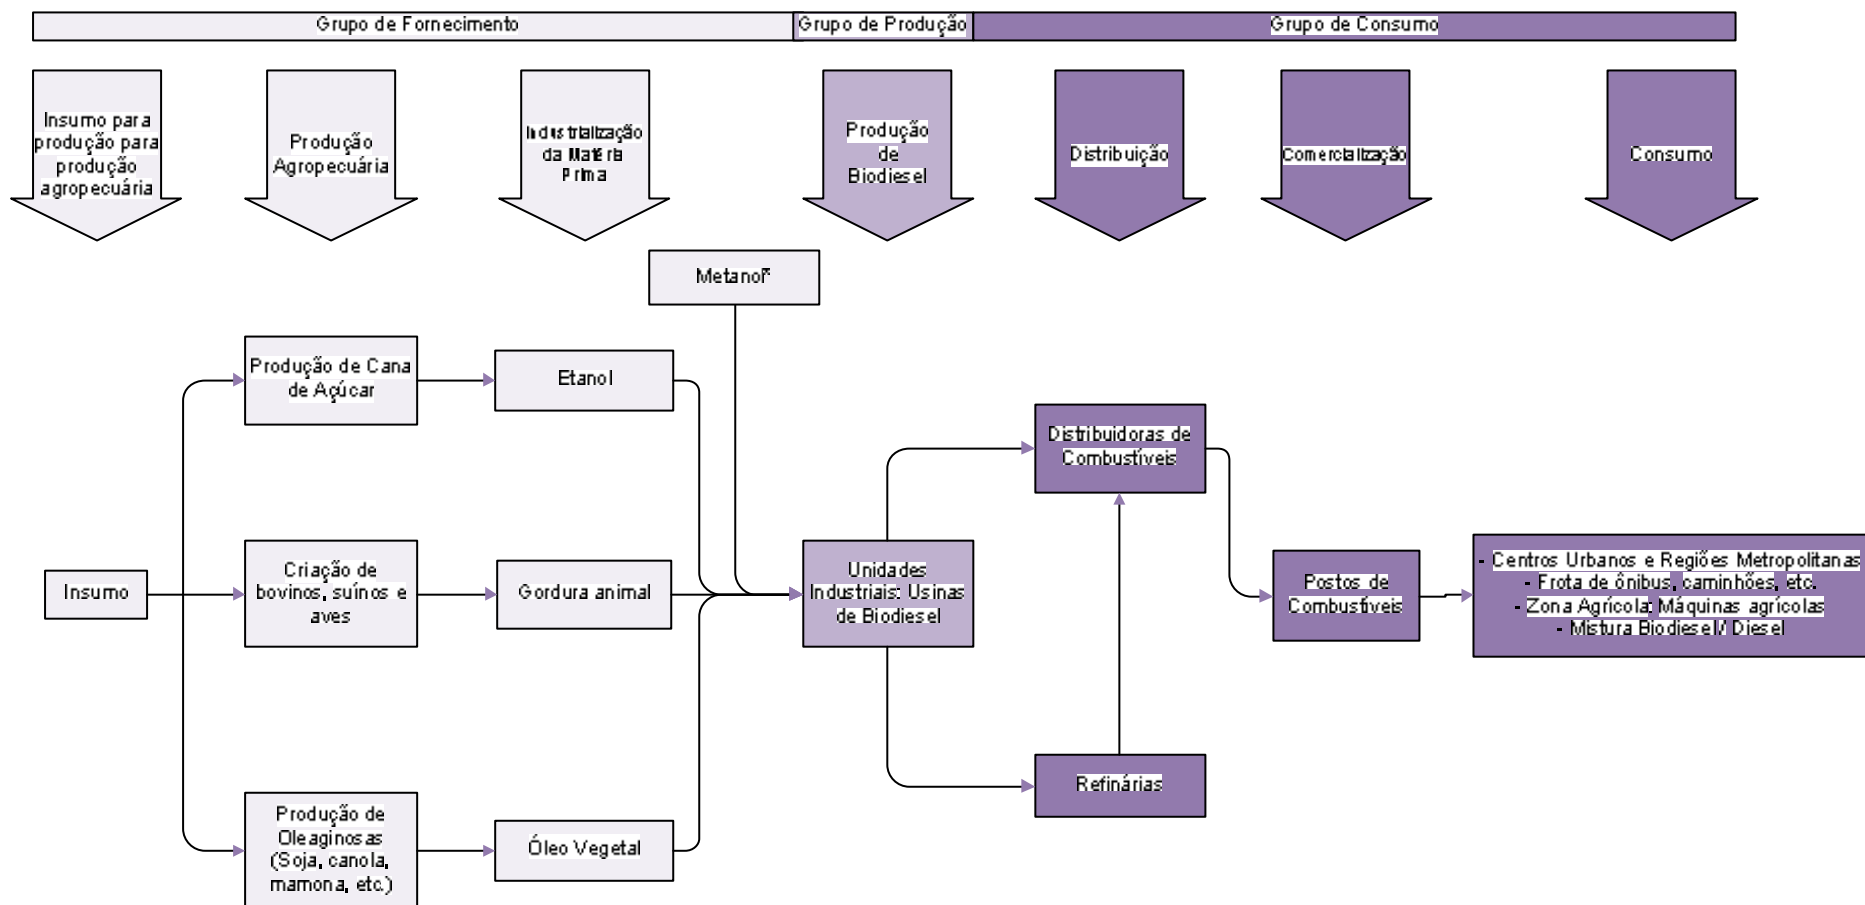 Grupo de Fornecimento
Grupo de Produção
Grupo de Consumo
Insumo para
produção para
produção
agropecuária
Produção
Agropecuária
Industrialização
da Matéria
Prima
Produção
de
Biodiesel
Distribuição
Comercialização
Consumo
Metanol*
Produção de Cana
de Açúcar
Etanol
Distribuidoras de
Combustíveis
Insumo
Criação de
bovinos, suínos e
aves
Gordura animal
Unidades
Industriais: Usinas
de Biodiesel
Postos de
Combustíveis
- Centros Urbanos e Regiões Metropolitanas
- Frota de ônibus, caminhões, etc.
- Zona Agrícola: Máquinas agrícolas
- Mistura Biodiesel/ Diesel
Refinárias
Produção de
Oleaginosas
(Soja, canola,
mamona, etc.)
Óleo Vegetal